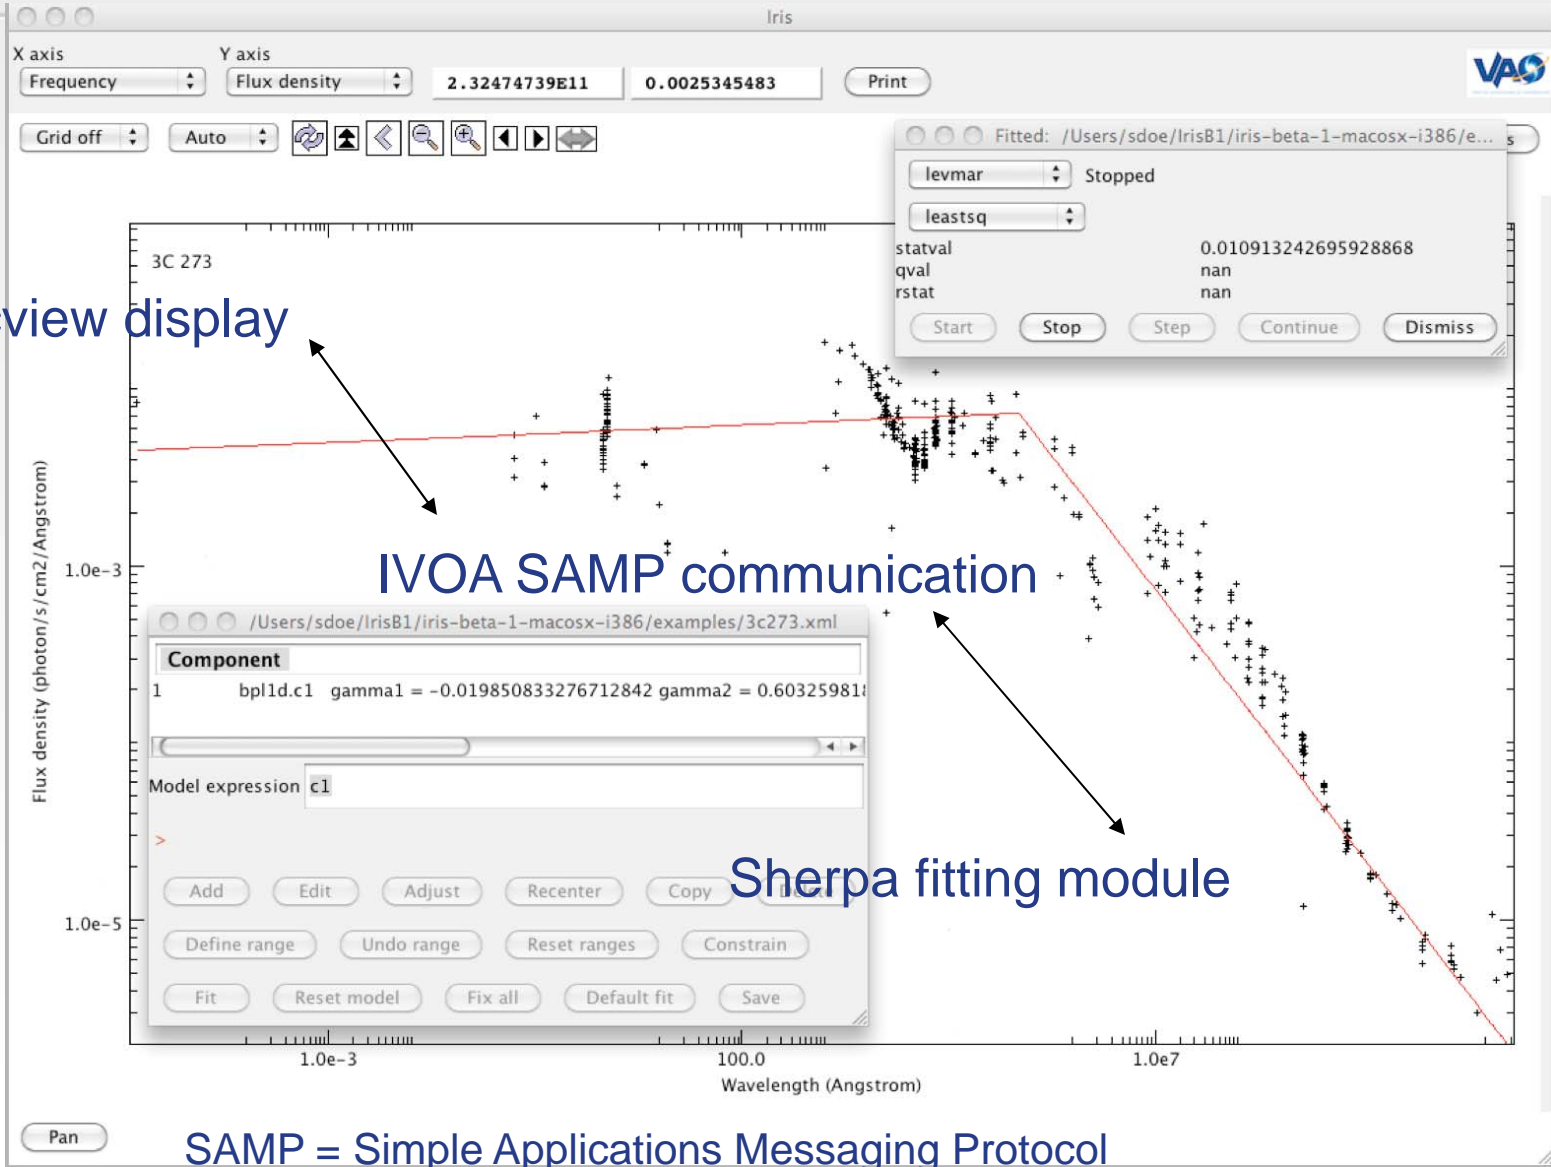 Iris
X axis
Y axis
Frequency
Flux density
2.32474739E11
0.0025345483
Print
VAO
Grid off
Auto
Fitted: /Users/sdoe/IrisB1/iris-beta-1-macosx-i386/e...
s
levmar
Stopped
leastsq
statval 0.010913242695928868
qval nan
rstat nan
Start
Stop
Step
Continue
Dismiss
3C 273
view display
IVOA SAMP communication
Flux density (photon/s/cm2/Angstrom)
1.0e-3
1.0e-5
/Users/sdoe/IrisB1/iris-beta-1-macosx-i386/examples/3c273.xml
Component
1 bpl1d.c1 gamma1 = -0.019850833276712842 gamma2 = 0.60325981
Model expression c1
>
Sherpa fitting module
Add
Edit
Adjust
Recenter
Copy
Delete
Define range
Undo range
Reset ranges
Constrain
Fit
Reset model
Fix all
Default fit
Save
1.0e-3
100.0
1.0e7
Wavelength (Angstrom)
Pan
SAMP = Simple Applications Messaging Protocol